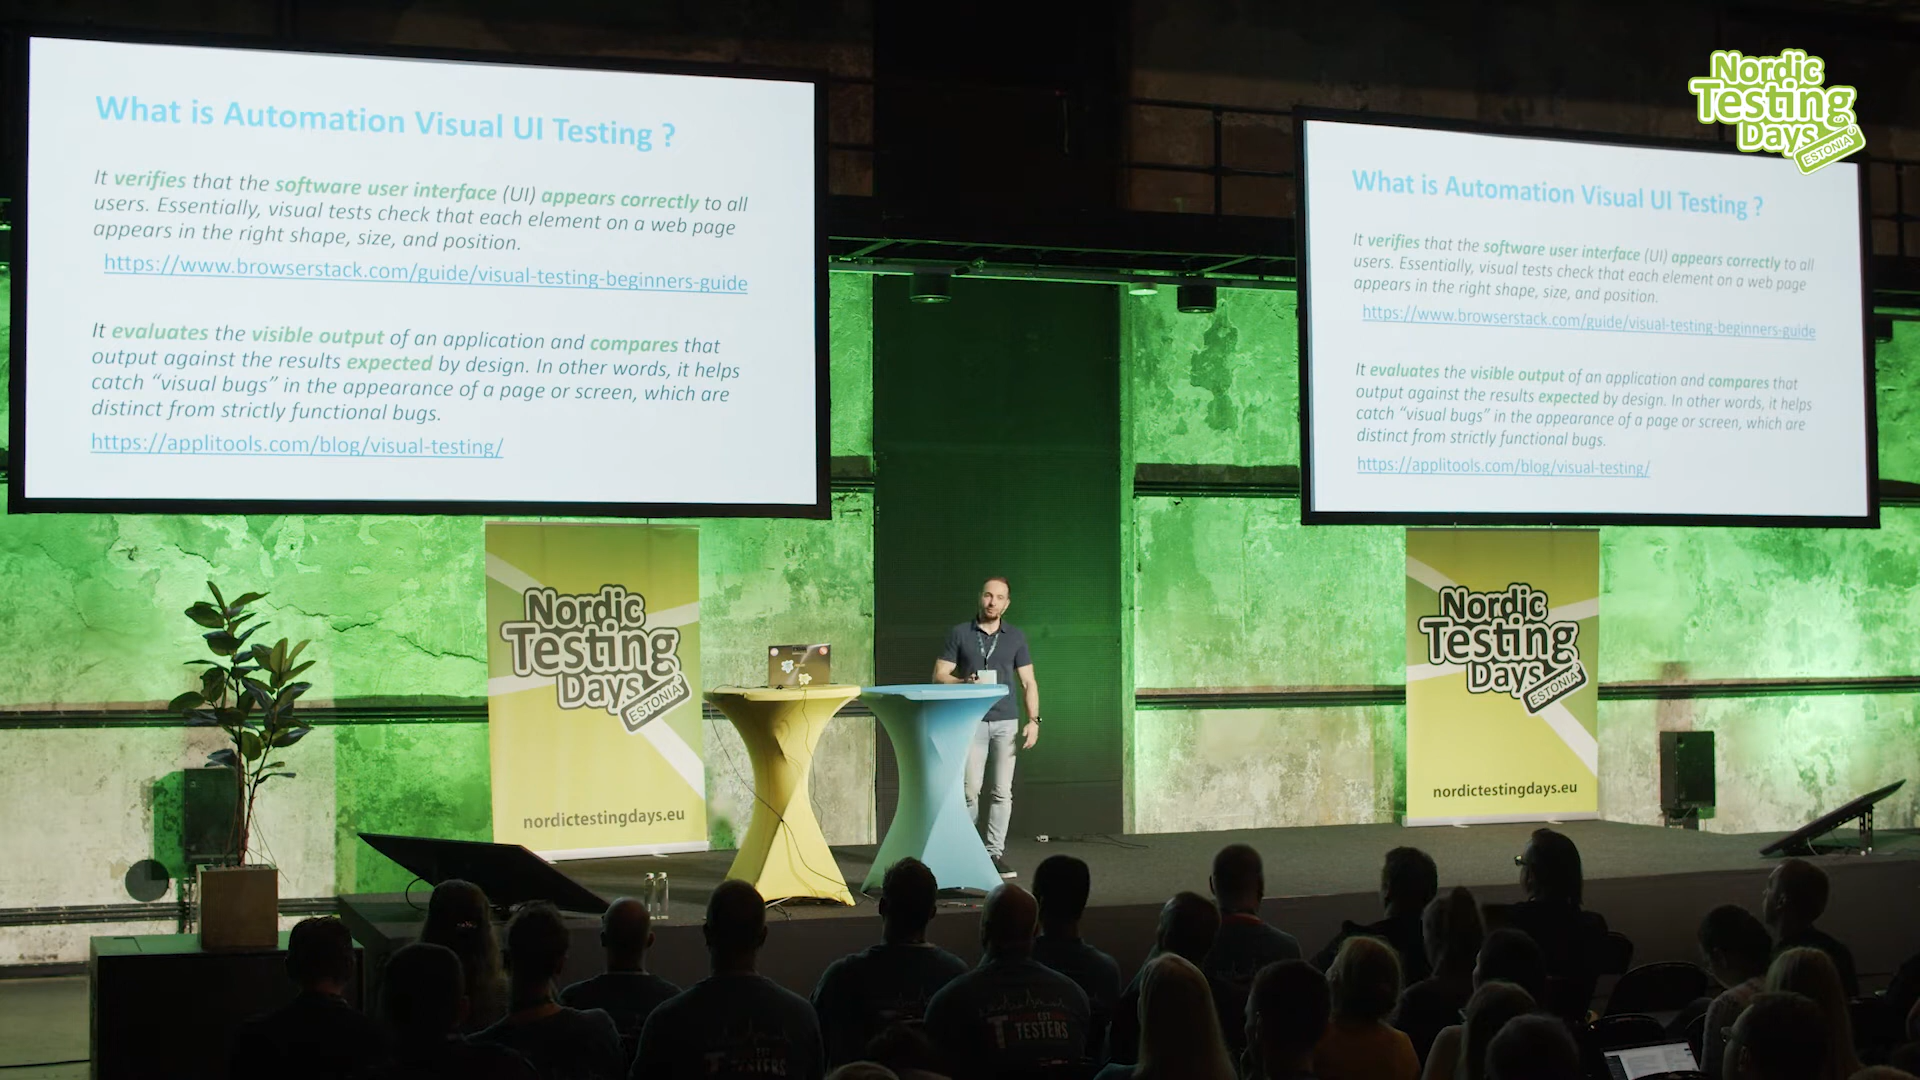 What is Automation Visual UI Testing ?
It verifies that the software user interface (UI) appears correctly to all
users. Essentially, visual tests check that each element on a web page
appears in the right shape, size, and position.
https://www.browserstack.com/guide/visual-testing-beginners-guide
It evaluates the visible output of an application and compares that
output against the results expected by design. In other words, it helps
catch “visual bugs” in the appearance of a page or screen, which are
distinct from strictly functional bugs.
https://applitools.com/blog/visual-testing/
What is Automation Visual UI Testing ?
It verifies that the software user interface (UI) appears correctly to all
users. Essentially, visual tests check that each element on a web page
appears in the right shape, size, and position.
https://www.browserstack.com/guide/visual-testing-beginners-guide
It evaluates the visible output of an application and compares that
output against the results expected by design. In other words, it helps
catch “visual bugs” in the appearance of a page or screen, which are
distinct from strictly functional bugs.
https://applitools.com/blog/visual-testing/
Nordic
Testing
Days
ESTONIA
Nordic
Testing
Days
ESTONIA
nordictestingdays.eu
Nordic
Testing
Days
ESTONIA
nordictestingdays.eu
TESTERS
TESTERS